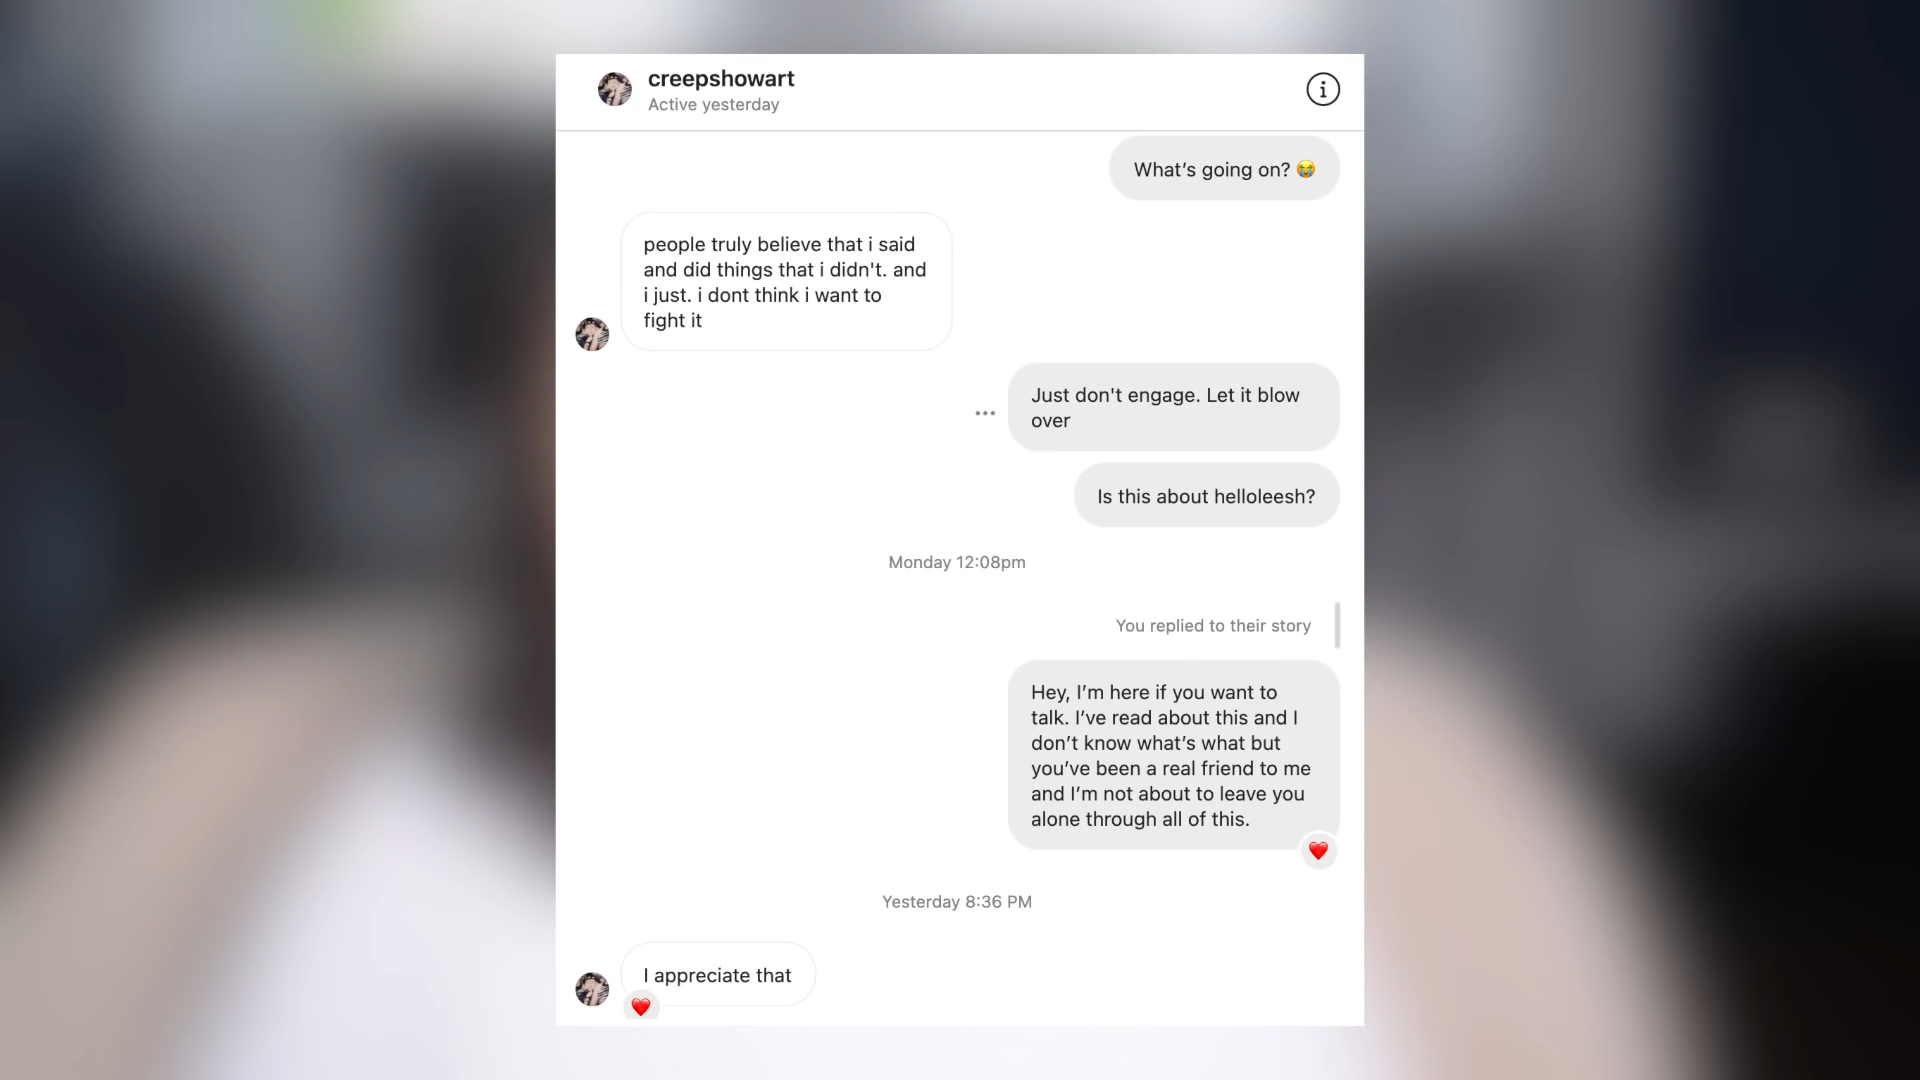 creepshowart
Active yesterday
What’s going on? 😭
people truly believe that i said
and did things that i didn't. and
i just. i dont think i want to
fight it
Just don't engage. Let it blow
over
Is this about helloleesh?
Monday 12:08pm
You replied to their story
Hey, I’m here if you want to
talk. I’ve read about this and I
don’t know what’s what but
you’ve been a real friend to me
and I’m not about to leave you
alone through all of this.
Yesterday 8:36 PM
I appreciate that